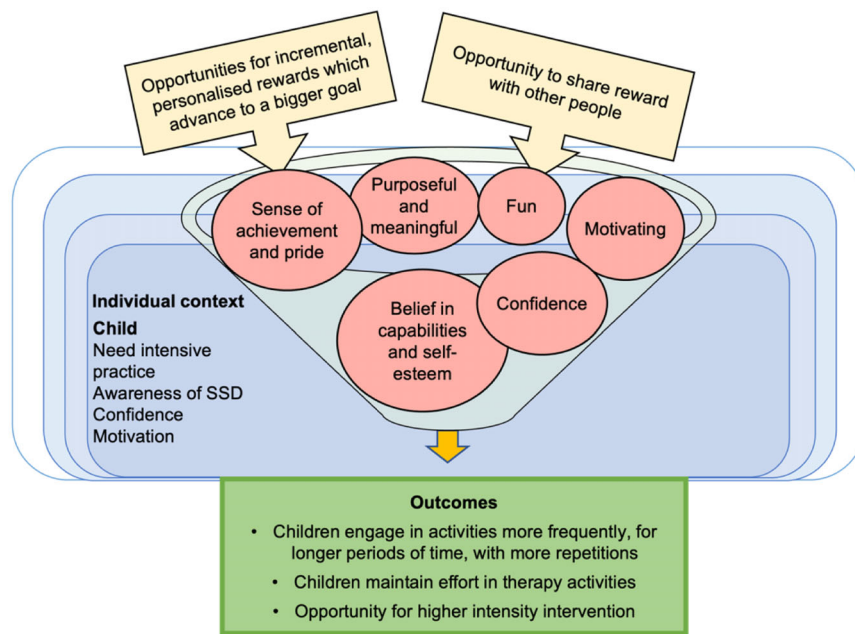 Opportunities for incremental,
personalised rewards which
advance to a bigger goal
Opportunity to share reward
with other people
Sense of
achievement
and pride
Purposeful
and
meaningful
Fun
Motivating
Belief in
capabilities
and self-
esteem
Confidence
Individual context
Child
Need intensive
practice
Awareness of SSD
Confidence
Motivation
Outcomes
• Children engage in activities more frequently, for
longer periods of time, with more repetitions
• Children maintain effort in therapy activities
• Opportunity for higher intensity intervention